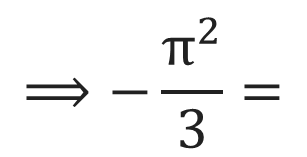 ⟹ −π²/3 =